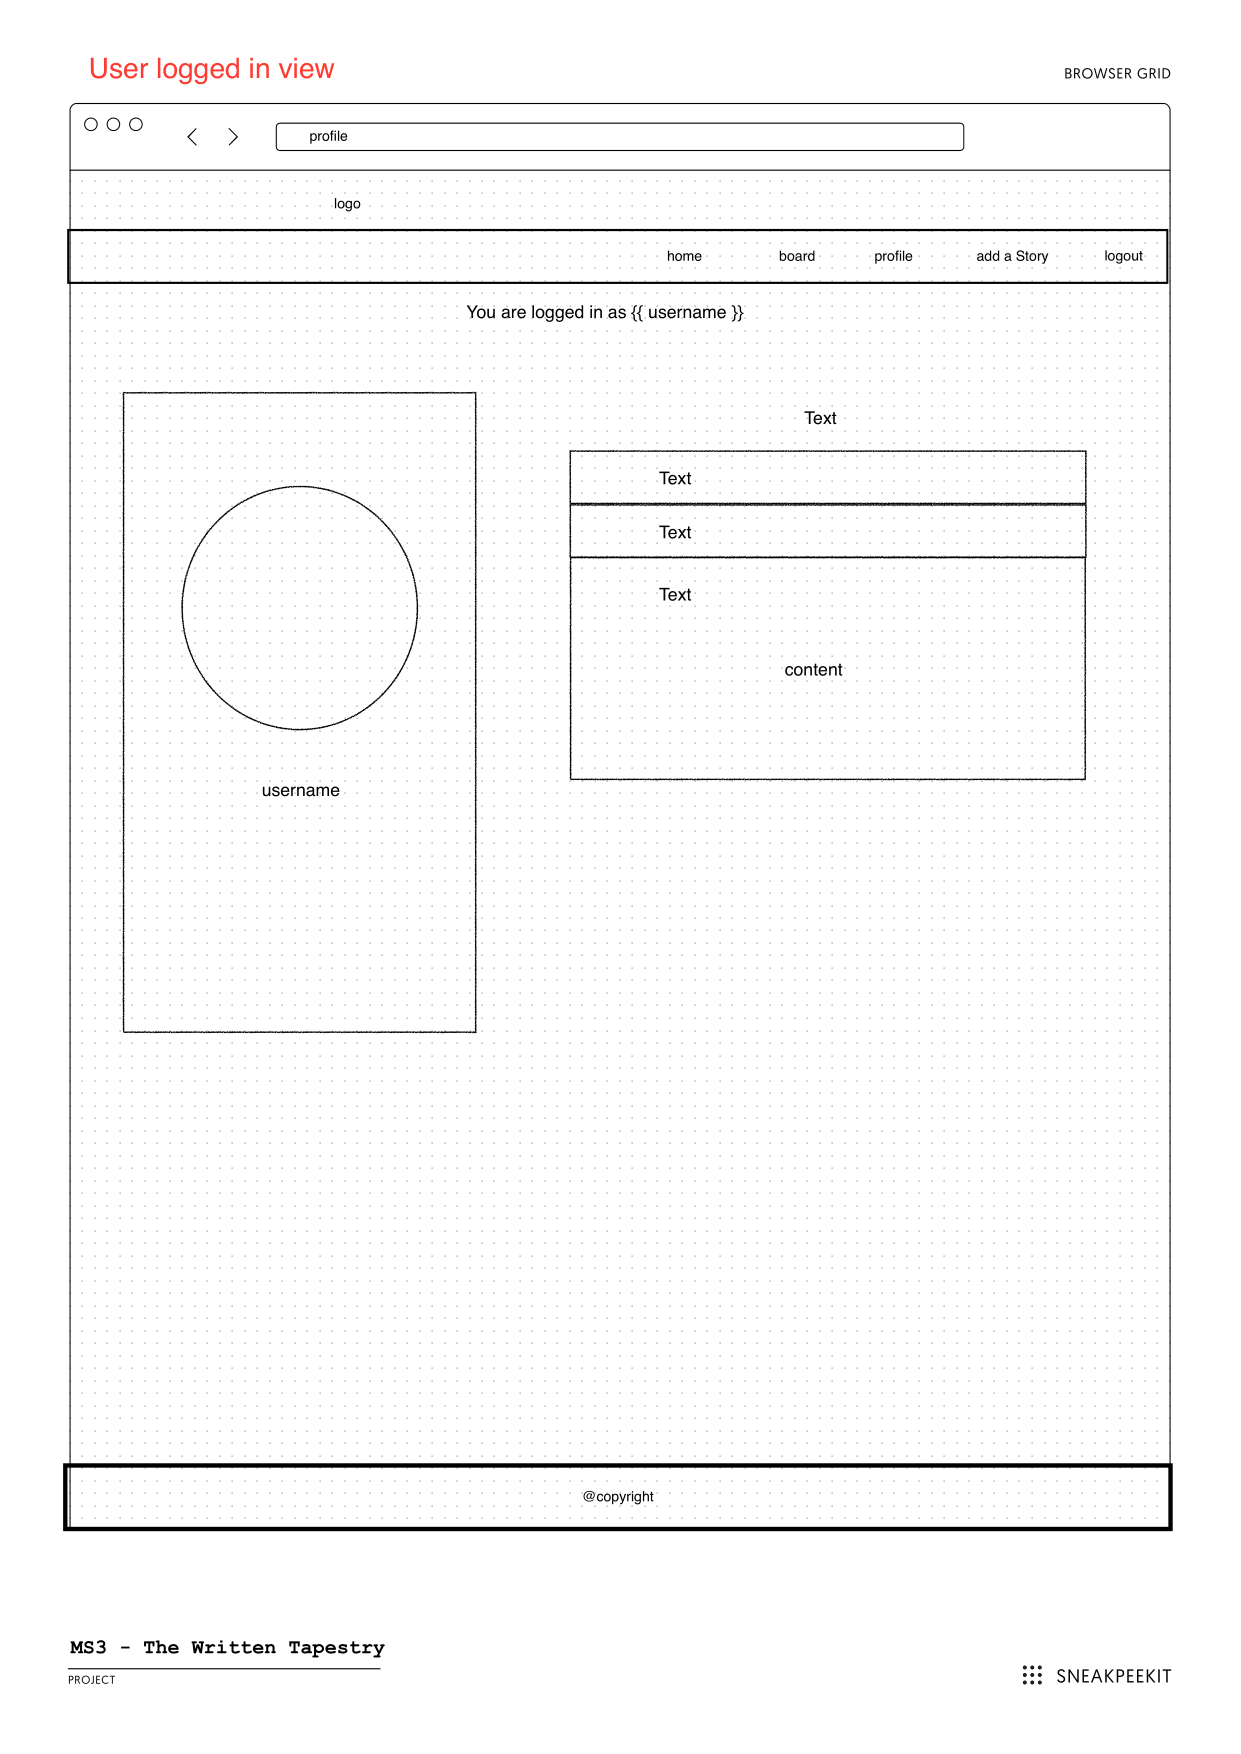 User logged in view
BROWSER GRID
profile
logo
home board profile add a Story logout
You are logged in as {{ username }}
Text
Text
Text
Text
content
username
@copyright
MS3 - The Written Tapestry
PROJECT
SNEAKPEEKIT